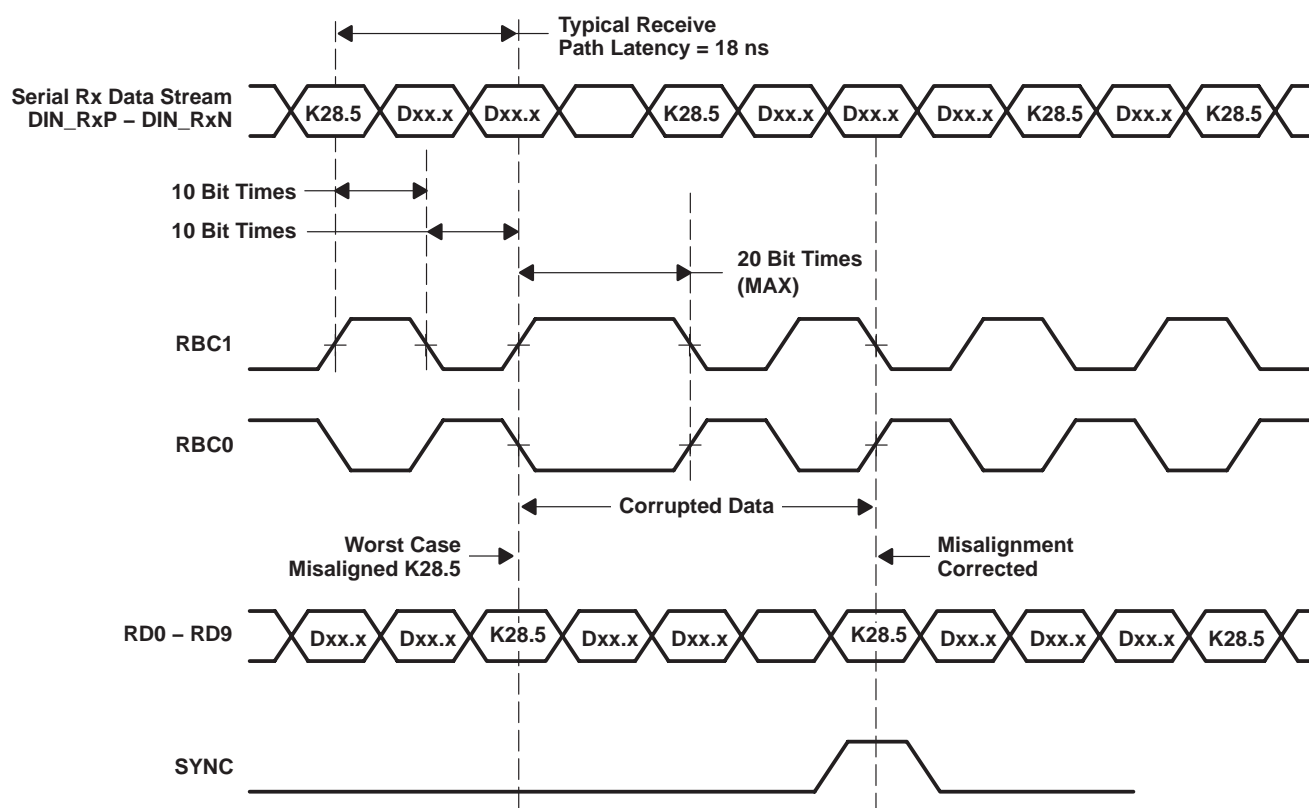 Typical Receive
Path Latency = 18 ns
Serial Rx Data Stream
DIN_RxP – DIN_RxN
K28.5 Dxx.x Dxx.x K28.5 Dxx.x Dxx.x Dxx.x K28.5 Dxx.x K28.5
10 Bit Times
10 Bit Times
20 Bit Times
(MAX)
RBC1
RBC0
Corrupted Data
Worst Case
Misaligned K28.5
Misalignment
Corrected
RD0 – RD9
Dxx.x Dxx.x K28.5 Dxx.x Dxx.x K28.5 Dxx.x Dxx.x Dxx.x K28.5
SYNC